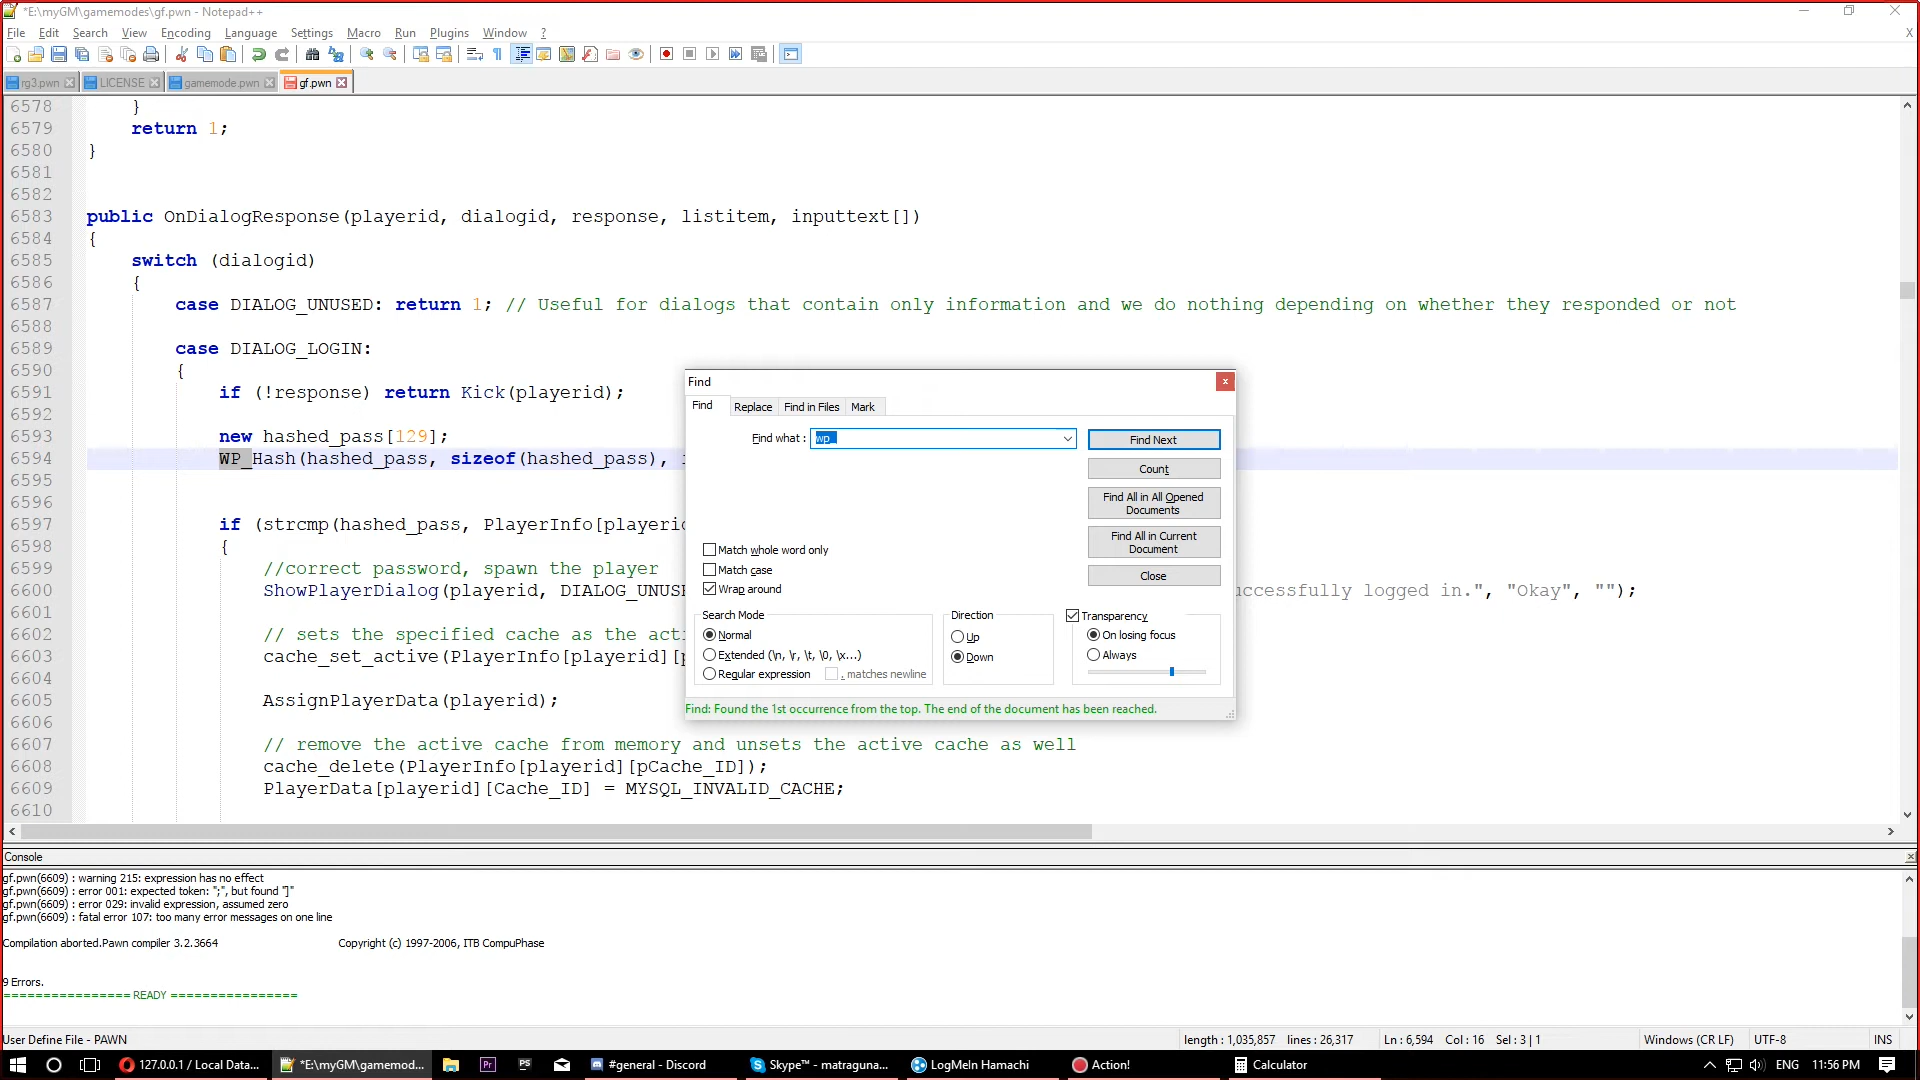 *E:\myGM\gamemodes\gf.pwn - Notepad++
File Edit Search View Encoding Language Settings Macro Run Plugins Window ? X
rg3.pwn LICENSE gamemode.pwn gf.pwn
6578 }
6579 return 1;
6580 }
6581
6582
6583 public OnDialogResponse(playerid, dialogid, response, listitem, inputtext[])
6584 {
6585 switch (dialogid)
6586 {
6587 case DIALOG_UNUSED: return 1; // Useful for dialogs that contain only information and we do nothing depending on whether they responded or not
6588
6589 case DIALOG_LOGIN:
6590 {
6591 if (!response) return Kick(playerid);
6592
6593 new hashed_pass[129];
6594 WP_Hash(hashed_pass, sizeof(hashed_pass),
6595
6596
6597 if (strcmp(hashed_pass, PlayerInfo[playerid
6598 {
6599 //correct password, spawn the player
6600 ShowPlayerDialog(playerid, DIALOG_UNUSE uccessfully logged in.", "Okay", "");
6601
6602 // sets the specified cache as the acti
6603 cache_set_active(PlayerInfo[playerid][p
6604
6605 AssignPlayerData(playerid);
6606
6607 // remove the active cache from memory and unsets the active cache as well
6608 cache_delete(PlayerInfo[playerid][pCache_ID]);
6609 PlayerData[playerid][Cache_ID] = MYSQL_INVALID_CACHE;
6610
Find
Find Replace Find in Files Mark
Find what : wp_
Find Next
Count
Find All in All Opened
Documents
Find All in Current
Document
Close
Match whole word only
Match case
Wrap around
Search Mode
Normal
Extended (\n, \r, \t, \0, \x...)
Regular expression . matches newline
Direction
Up
Down
Transparency
On losing focus
Always
Find: Found the 1st occurrence from the top. The end of the document has been reached.
Console
gf.pwn(6609) : warning 215: expression has no effect
gf.pwn(6609) : error 001: expected token: ";", but found "]"
gf.pwn(6609) : error 029: invalid expression, assumed zero
gf.pwn(6609) : fatal error 107: too many error messages on one line
Compilation aborted.Pawn compiler 3.2.3664 Copyright (c) 1997-2006, ITB CompuPhase
9 Errors.
================ READY ================
User Define File - PAWN length : 1,035,857 lines : 26,317 Ln : 6,594 Col : 16 Sel : 3 | 1 Windows (CR LF) UTF-8 INS
127.0.0.1 / Local Data... *E:\myGM\gamemod... Pr PS #general - Discord Skype™ - matraguna... LogMeIn Hamachi Action! Calculator ENG 11:56 PM